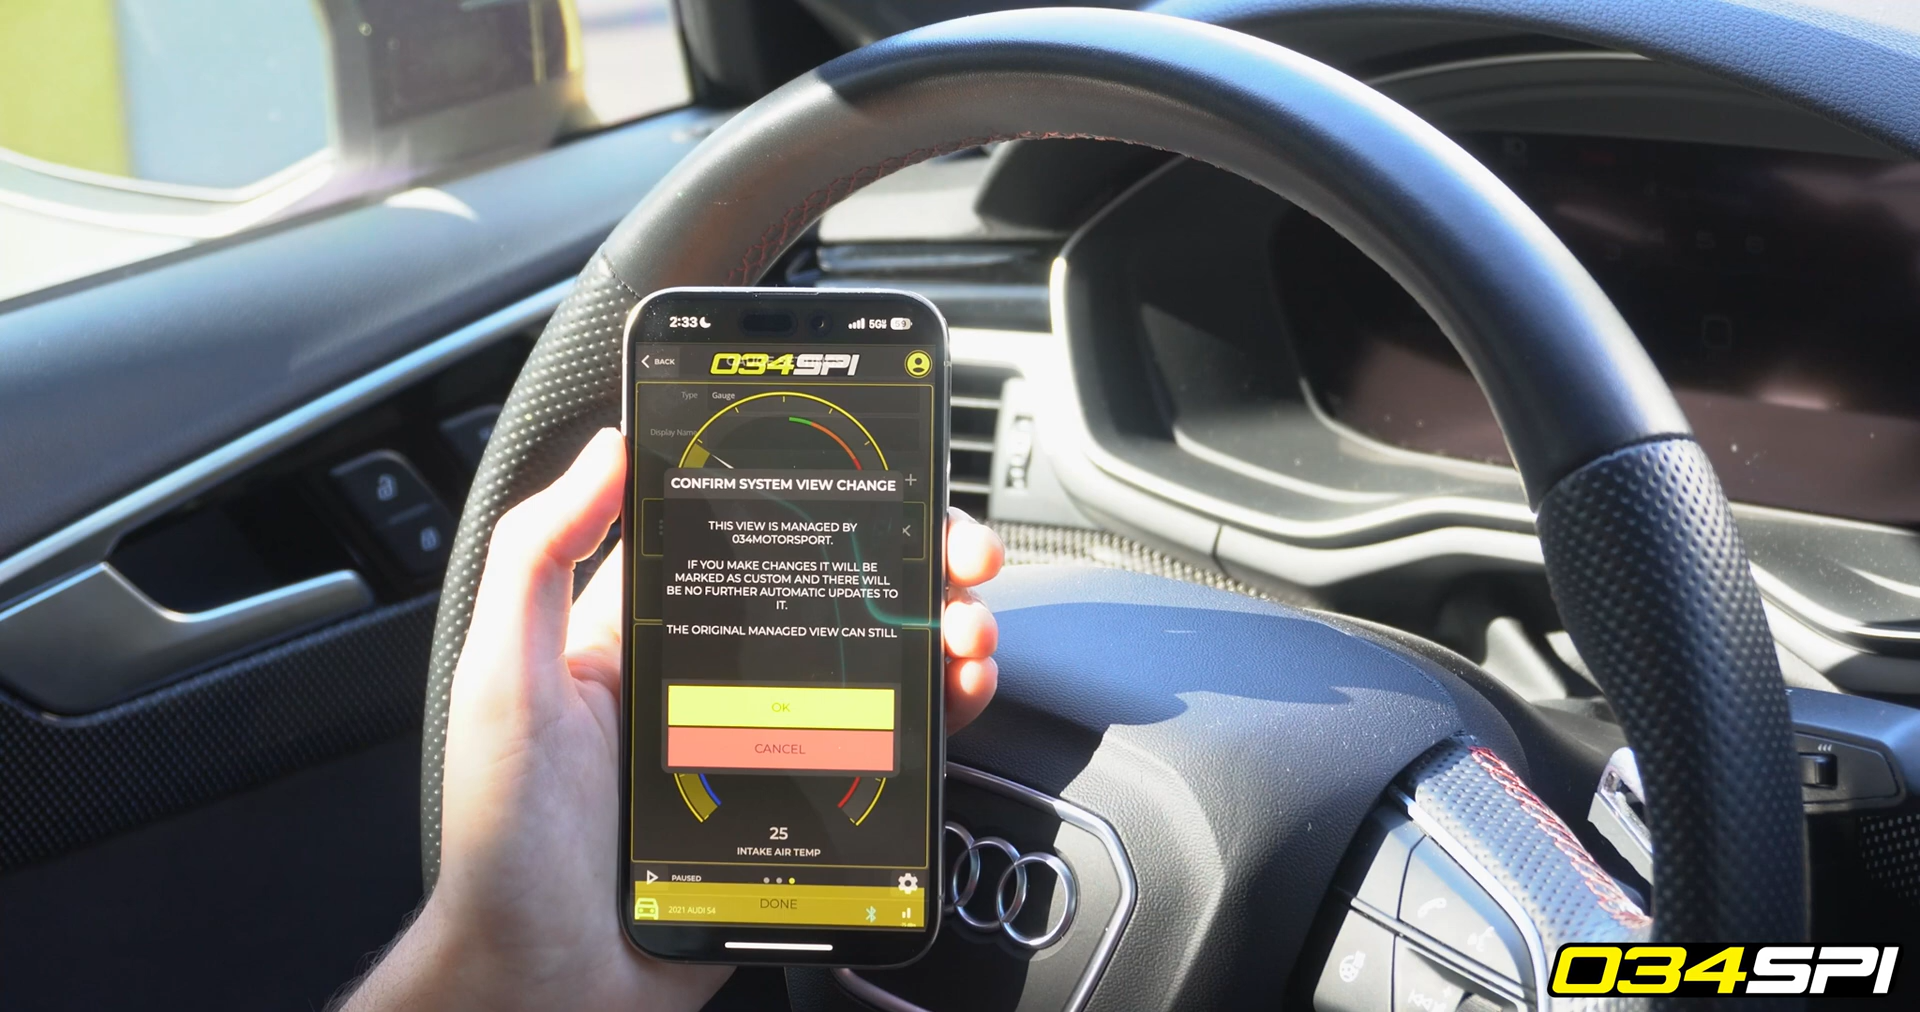 2:33
5G
59
BACK
034SPI
Type Gauge
Display Name
CONFIRM SYSTEM VIEW CHANGE
THIS VIEW IS MANAGED BY
034MOTORSPORT.
IF YOU MAKE CHANGES IT WILL BE
MARKED AS CUSTOM AND THERE WILL
BE NO FURTHER AUTOMATIC UPDATES TO
IT.
THE ORIGINAL MANAGED VIEW CAN STILL
OK
CANCEL
25
INTAKE AIR TEMP
PAUSED
DONE
2021 AUDI S4
034SPI